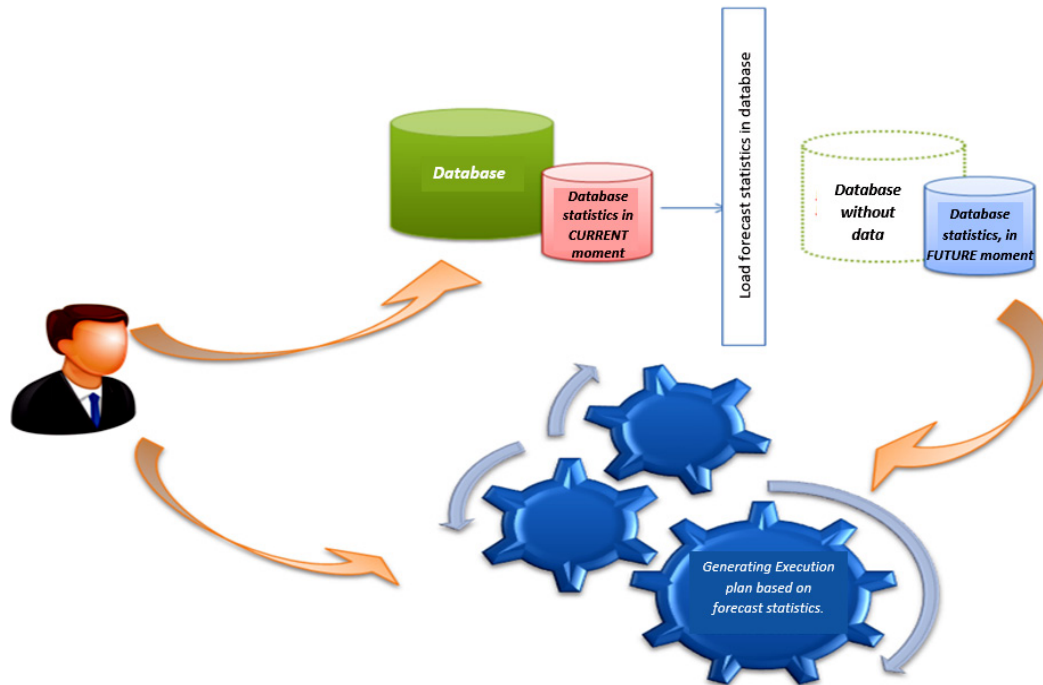 Database
Database
statistics in
CURRENT
moment
Load forecast statistics in database
Database
without
data
Database
statistics, in
FUTURE moment
Generating Execution
plan based on
forecast statistics.